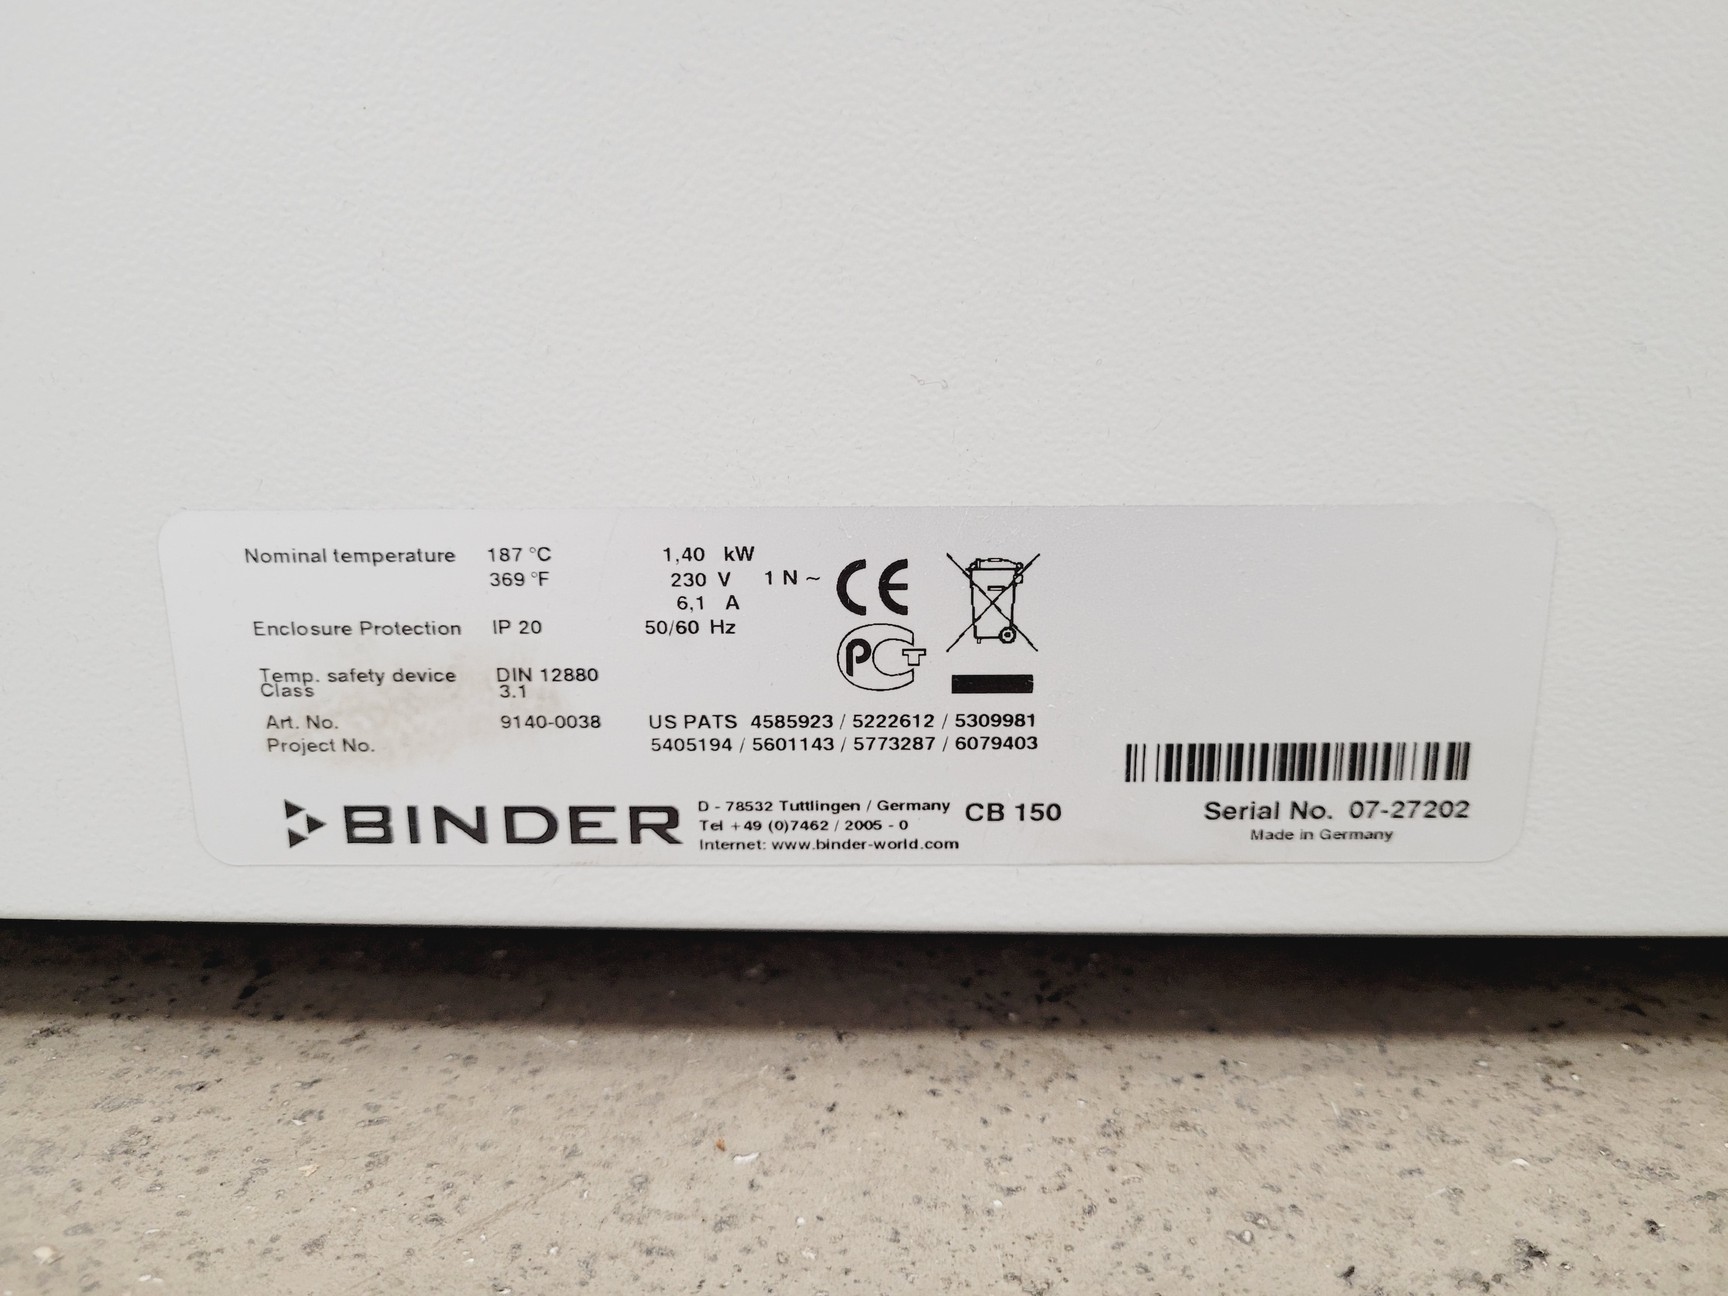 Nominal temperature 187 °C 1,40 kW
369 °F 230 V 1 N ~
6,1 A
Enclosure Protection IP 20 50/60 Hz
CE
PCT
Temp. safety device DIN 12880
Class 3.1
Art. No. 9140-0038 US PATS 4585923 / 5222612 / 5309981
Project No. 5405194 / 5601143 / 5773287 / 6079403
BINDER
D - 78532 Tuttlingen / Germany
Tel +49 (0)7462 / 2005 - 0
Internet: www.binder-world.com
CB 150
Serial No. 07-27202
Made in Germany